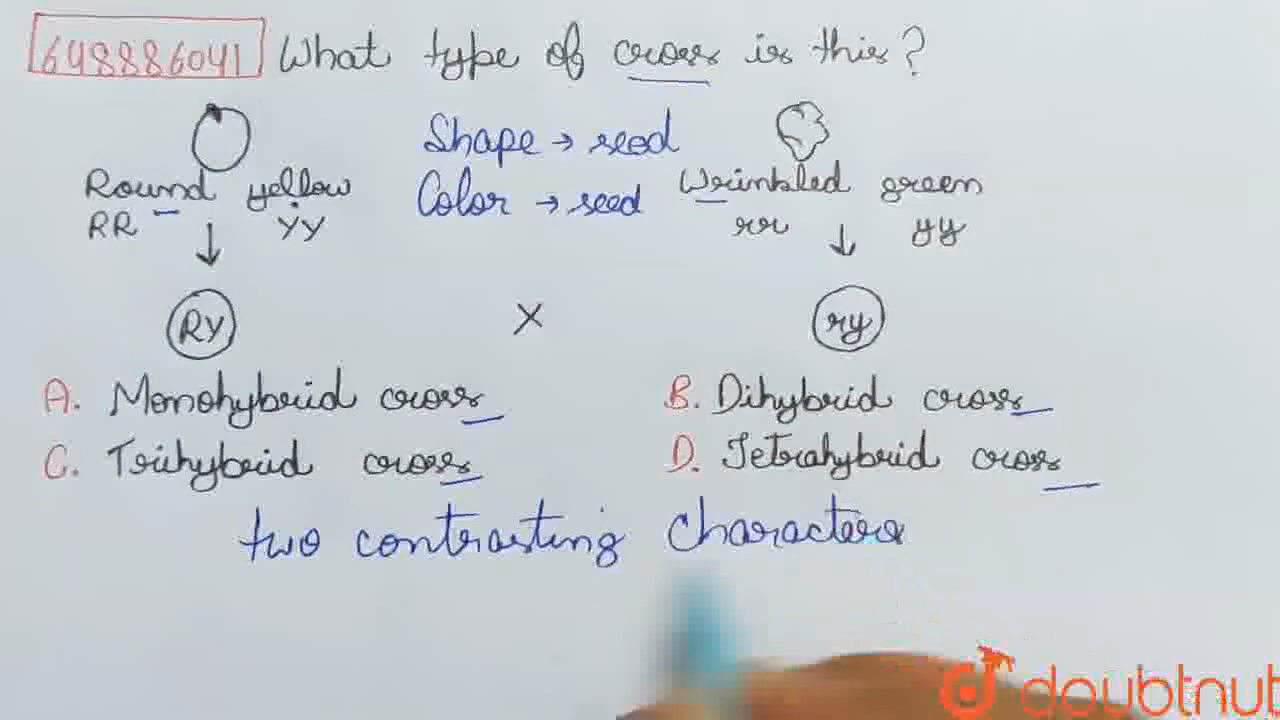 648886041 What type of cross is this?
Shape → seed
Round yellow Color → seed Wrinkled green
RR YY rr yy
↓ ↓
RY × ry
A. Monohybrid cross B. Dihybrid cross
C. Trihybrid cross D. Tetrahybrid cross
two contrasting characters
doubtnut